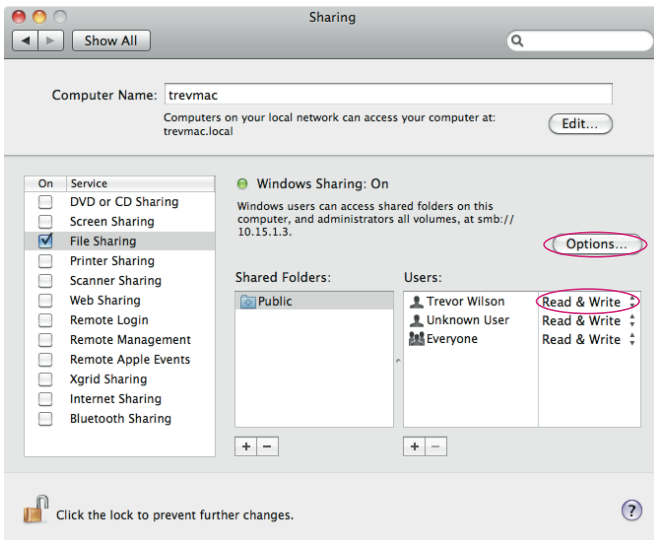 Sharing
Show All
Computer Name: trevmac
Computers on your local network can access your computer at:
trevmac.local
Edit...
On Service
DVD or CD Sharing
Screen Sharing
File Sharing
Printer Sharing
Scanner Sharing
Web Sharing
Remote Login
Remote Management
Remote Apple Events
Xgrid Sharing
Internet Sharing
Bluetooth Sharing
Windows Sharing: On
Windows users can access shared folders on this
computer, and administrators all volumes, at smb://
10.15.1.3.
Options...
Shared Folders:
Public
Users:
Trevor Wilson Read & Write
Unknown User Read & Write
Everyone Read & Write
+ −
+ −
Click the lock to prevent further changes.
?